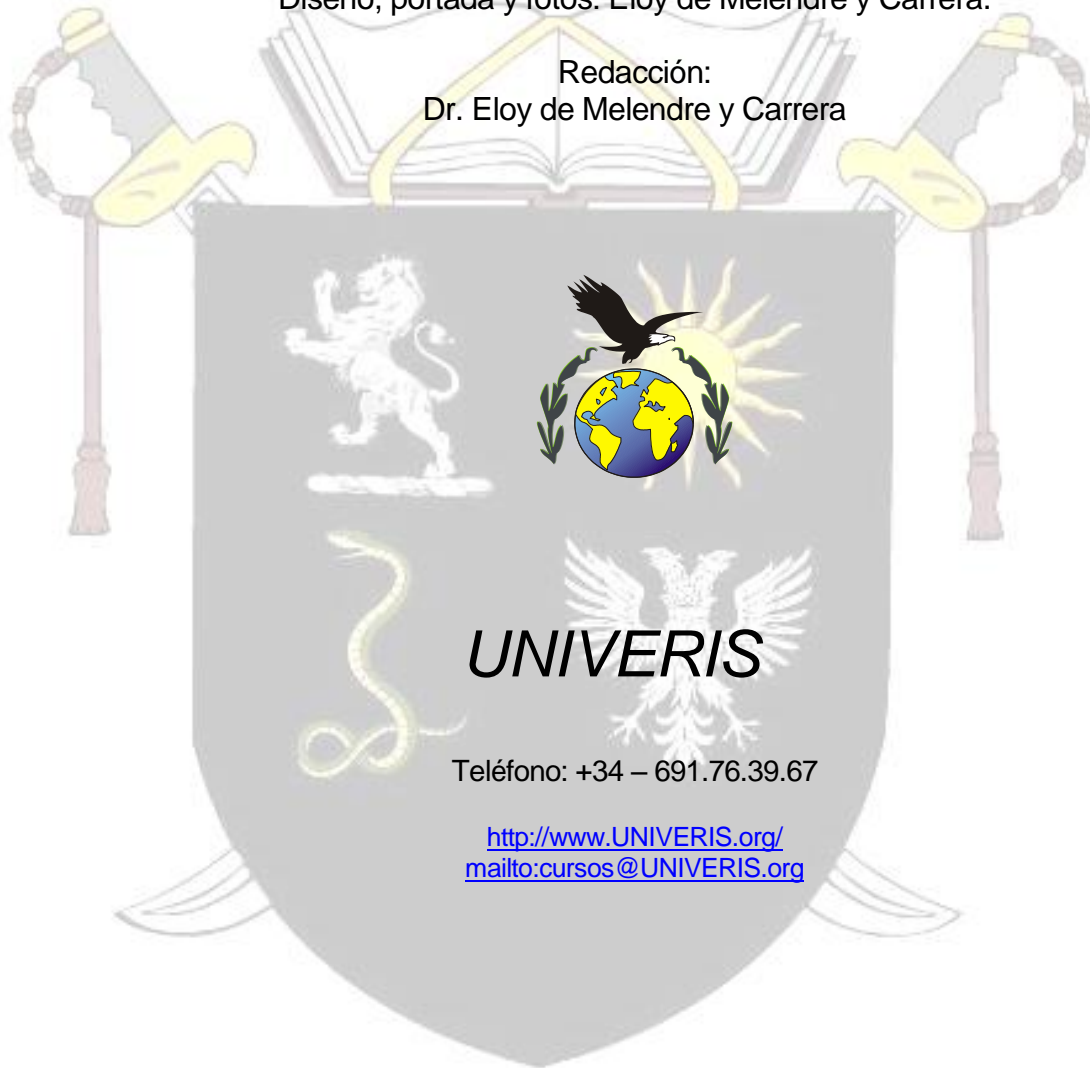 Diseño, portada y fotos: Eloy de Melendre y Carrera.
Redacción:
Dr. Eloy de Melendre y Carrera
UNIVERIS
Teléfono: +34 – 691.76.39.67
http://www.UNIVERIS.org/
mailto:cursos@UNIVERIS.org